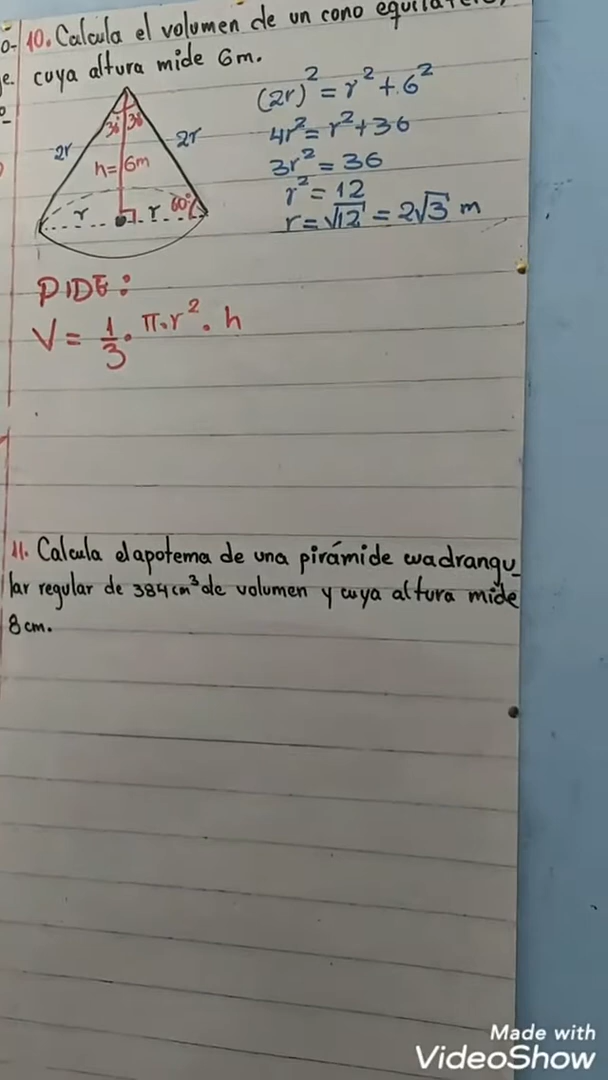 10. Calcula el volumen de un cono
cuya altura mide 6m.
30° 30°
2r
2r
h=6m
r
r
60°
(2r)² = r² + 6²
4r² = r² + 36
3r² = 36
r² = 12
r = √12 = 2√3 m
PIDE:
V = 1/3 · π·r² · h
11. Calcula el apotema de una pirámide cuadrangu_
lar regular de 384cm³ de volumen y cuya altura mide
8cm.
Made with
VideoShow